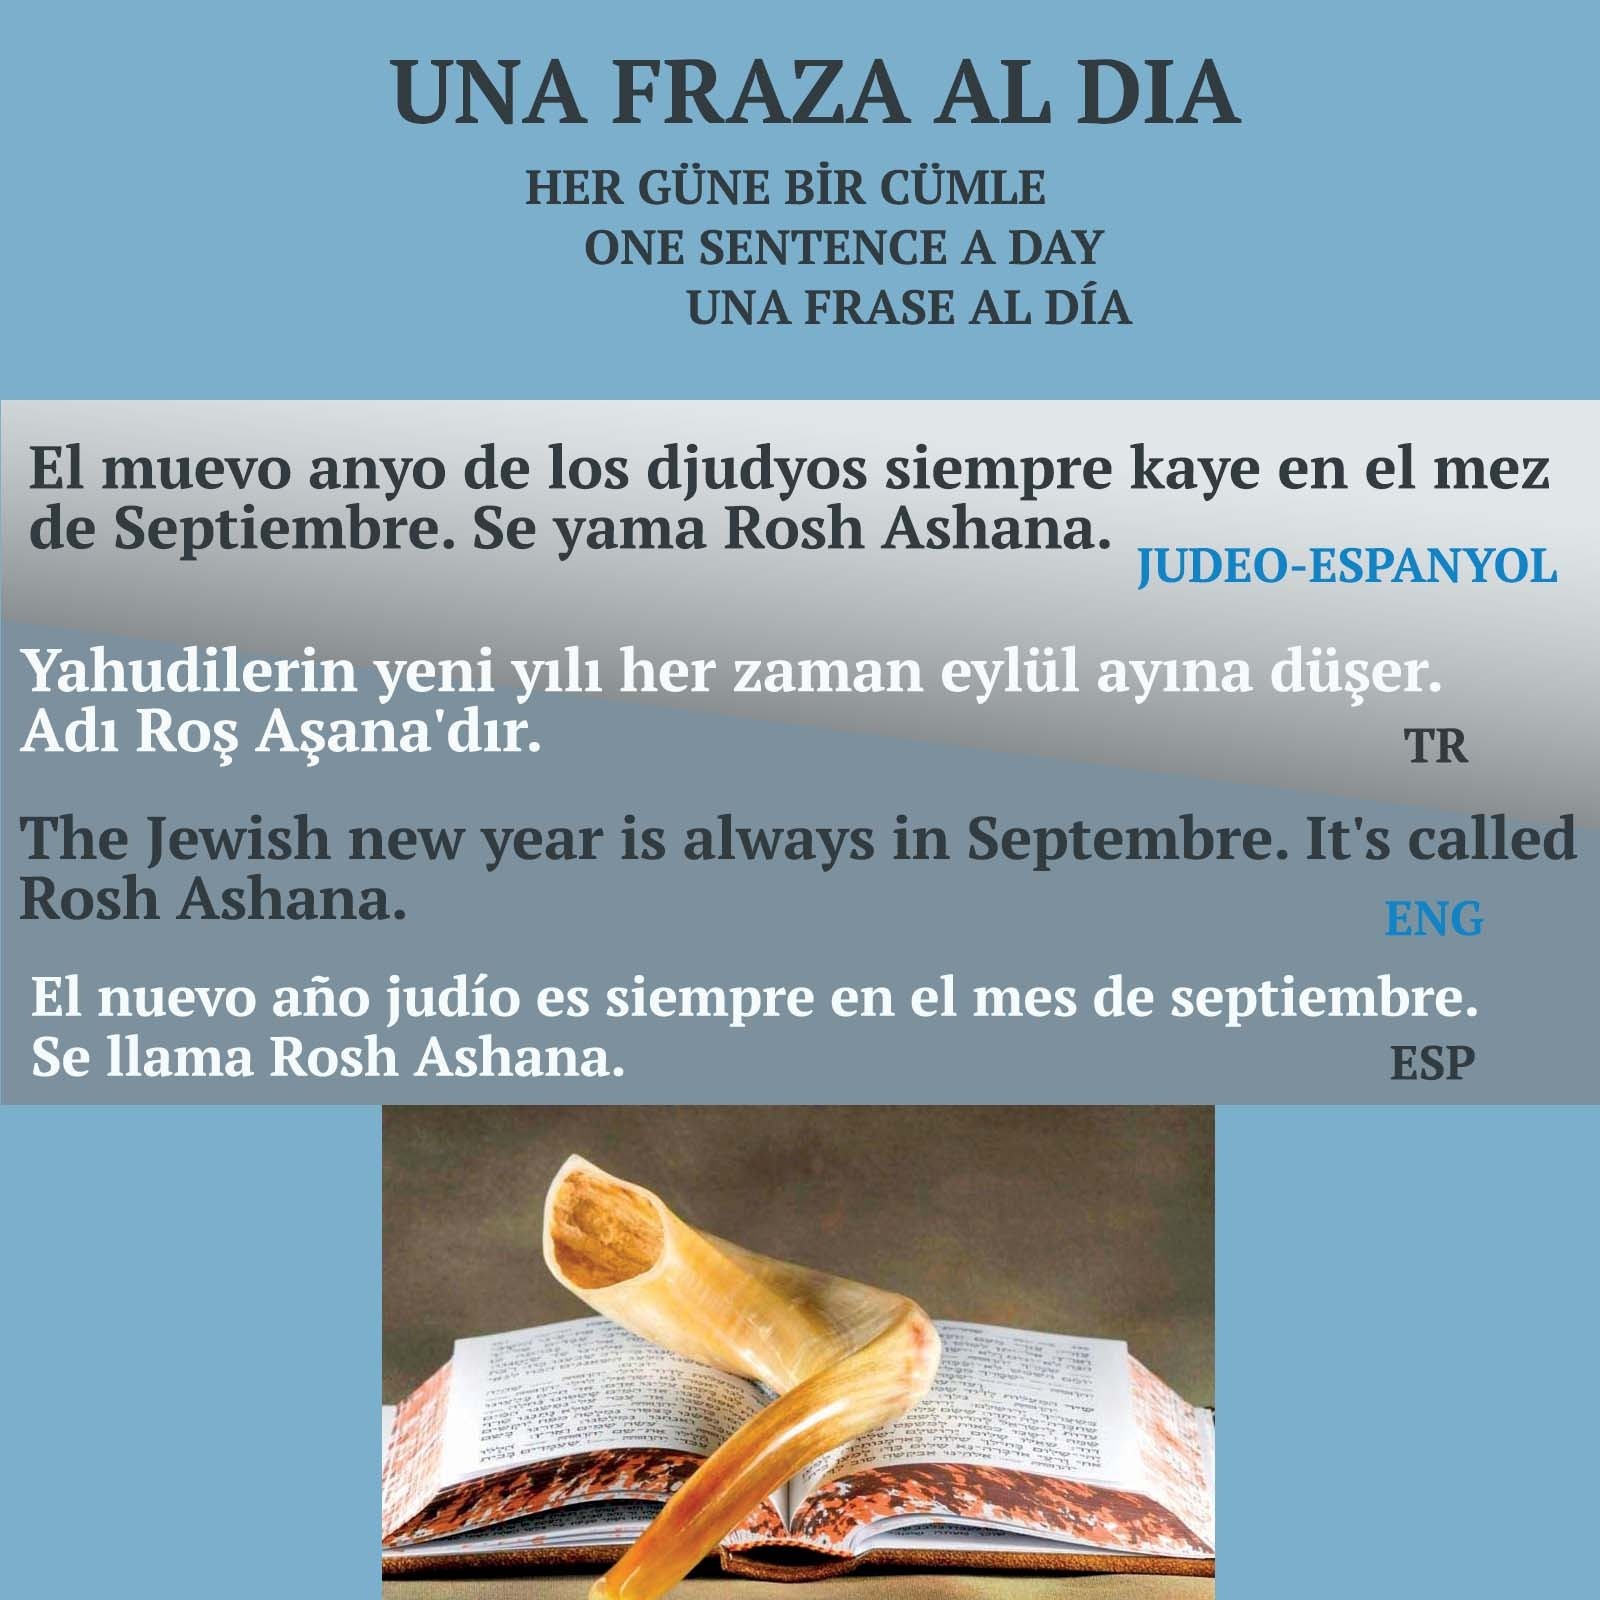 UNA FRAZA AL DIA
HER GÜNE BİR CÜMLE
ONE SENTENCE A DAY
UNA FRASE AL DÍA
El muevo anyo de los djudyos siempre kaye en el mez
de Septiembre. Se yama Rosh Ashana.
JUDEO-ESPANYOL
Yahudilerin yeni yılı her zaman eylül ayına düşer.
Adı Roş Aşana'dır.
TR
The Jewish new year is always in Septembre. It's called
Rosh Ashana.
ENG
El nuevo año judío es siempre en el mes de septiembre.
Se llama Rosh Ashana.
ESP